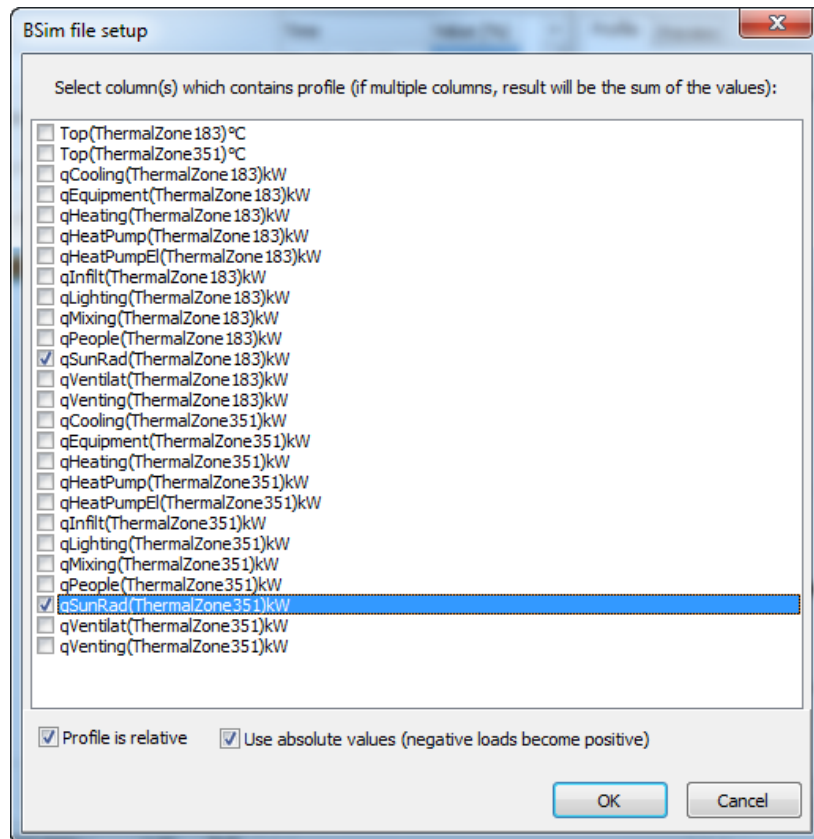 BSim file setup
Select column(s) which contains profile (if multiple columns, result will be the sum of the values):
Top(ThermalZone183)°C
Top(ThermalZone351)°C
qCooling(ThermalZone183)kW
qEquipment(ThermalZone183)kW
qHeating(ThermalZone183)kW
qHeatPump(ThermalZone183)kW
qHeatPumpEl(ThermalZone183)kW
qInfilt(ThermalZone183)kW
qLighting(ThermalZone183)kW
qMixing(ThermalZone183)kW
qPeople(ThermalZone183)kW
qSunRad(ThermalZone183)kW
qVentilat(ThermalZone183)kW
qVenting(ThermalZone183)kW
qCooling(ThermalZone351)kW
qEquipment(ThermalZone351)kW
qHeating(ThermalZone351)kW
qHeatPump(ThermalZone351)kW
qHeatPumpEl(ThermalZone351)kW
qInfilt(ThermalZone351)kW
qLighting(ThermalZone351)kW
qMixing(ThermalZone351)kW
qPeople(ThermalZone351)kW
qSunRad(ThermalZone351)kW
qVentilat(ThermalZone351)kW
qVenting(ThermalZone351)kW
Profile is relative Use absolute values (negative loads become positive)
OK Cancel